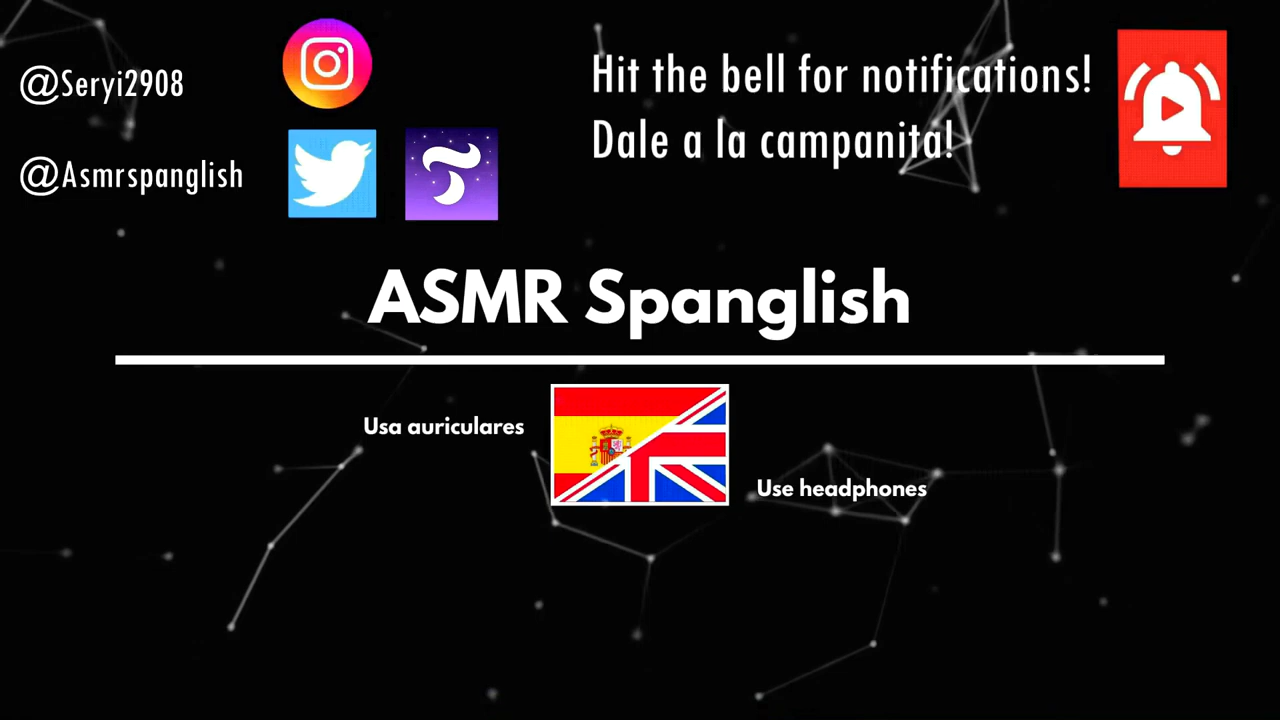 @Seryi2908
@Asmrspanglish
Hit the bell for notifications!
Dale a la campanita!
ASMR Spanglish
Usa auriculares
Use headphones